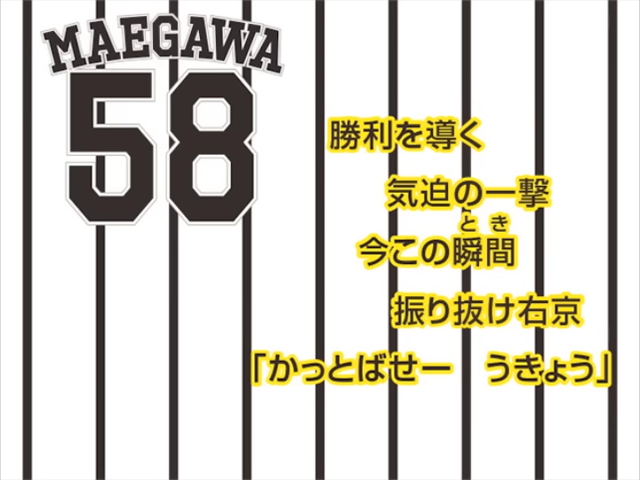 MAEGAWA
58
勝利を導く
気迫の一撃
とき
今この瞬間
振り抜け右京
「かっとばせー　うきょう」